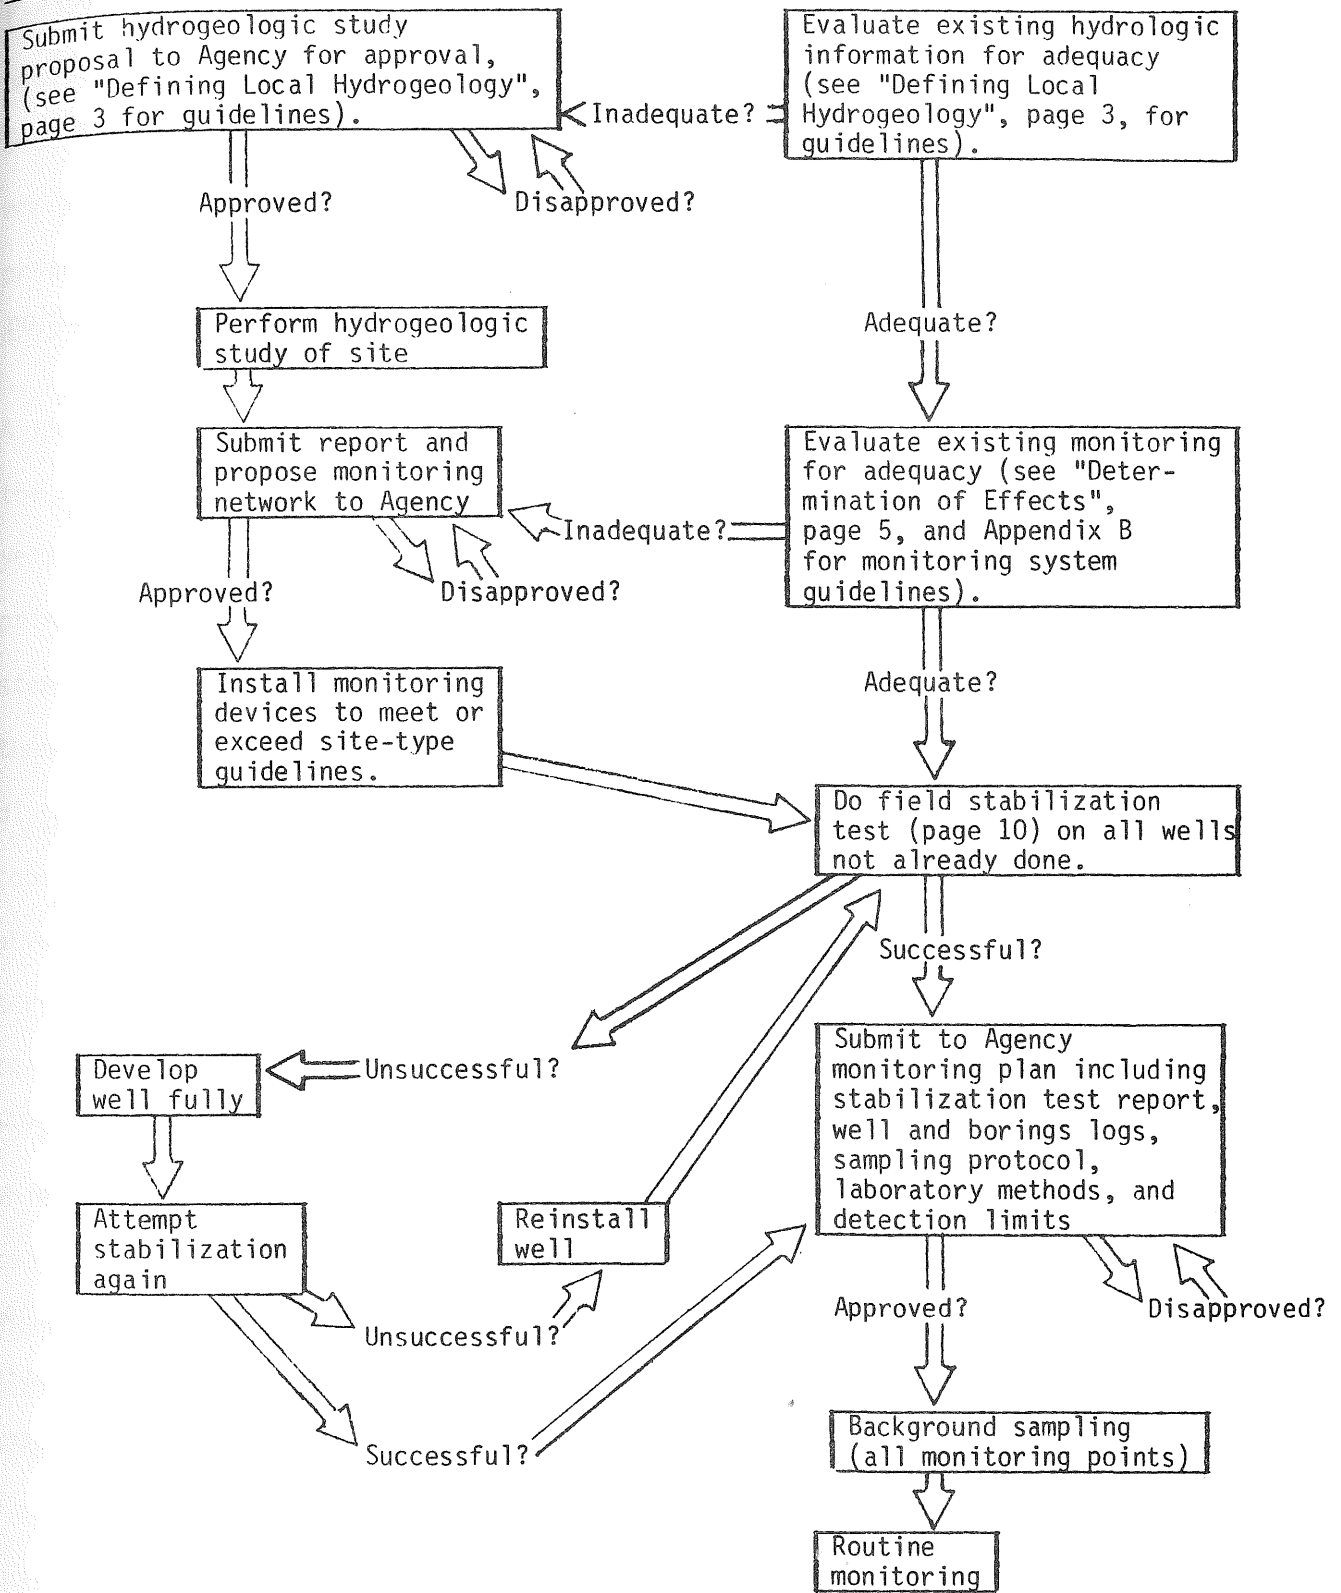 Submit hydrogeologic study
proposal to Agency for approval,
(see "Defining Local Hydrogeology",
page 3 for guidelines).
Inadequate?
Evaluate existing hydrologic
information for adequacy
(see "Defining Local
Hydrogeology", page 3, for
guidelines).
Approved?
Disapproved?
Adequate?
Perform hydrogeologic
study of site
Submit report and
propose monitoring
network to Agency
Inadequate?
Evaluate existing monitoring
for adequacy (see "Deter-
mination of Effects",
page 5, and Appendix B
for monitoring system
guidelines).
Approved?
Disapproved?
Adequate?
Install monitoring
devices to meet or
exceed site-type
guidelines.
Do field stabilization
test (page 10) on all wells
not already done.
Successful?
Unsuccessful?
Develop
well fully
Submit to Agency
monitoring plan including
stabilization test report,
well and borings logs,
sampling protocol,
laboratory methods, and
detection limits
Attempt
stabilization
again
Reinstall
well
Unsuccessful?
Successful?
Approved?
Disapproved?
Background sampling
(all monitoring points)
Routine
monitoring